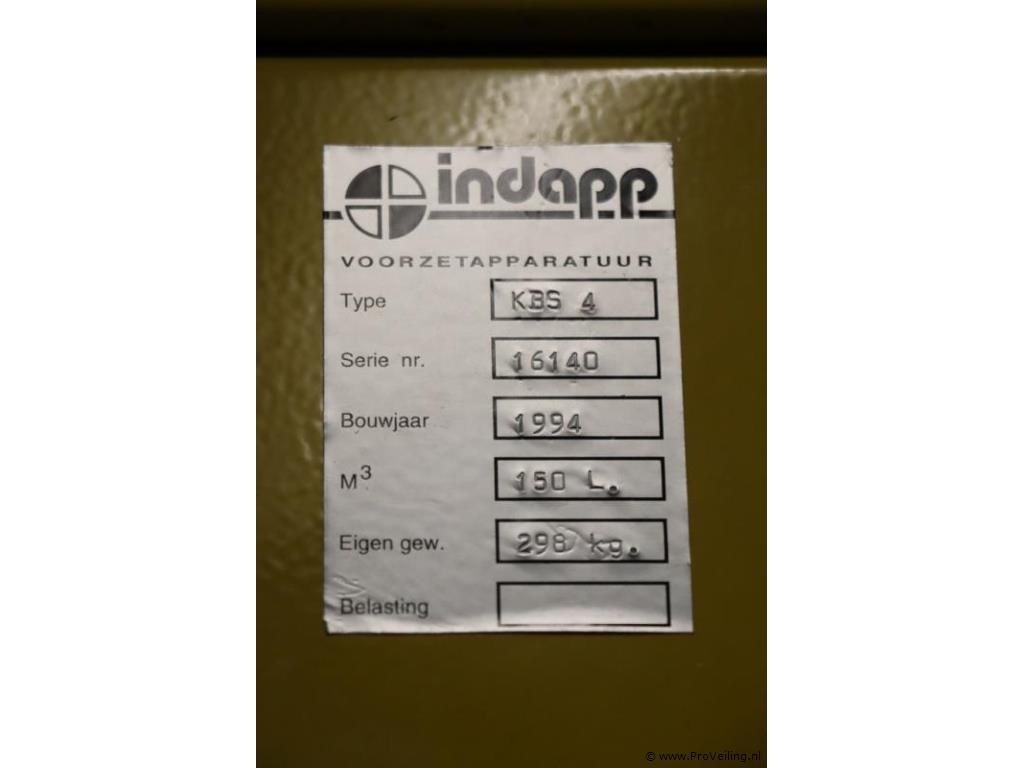 indapp
VOORZETAPPARATUUR
Type KBS 4
Serie nr. 16140
Bouwjaar 1994
M³ 150 L.
Eigen gew. 298 kg.
Belasting
© www.ProVeiling.nl